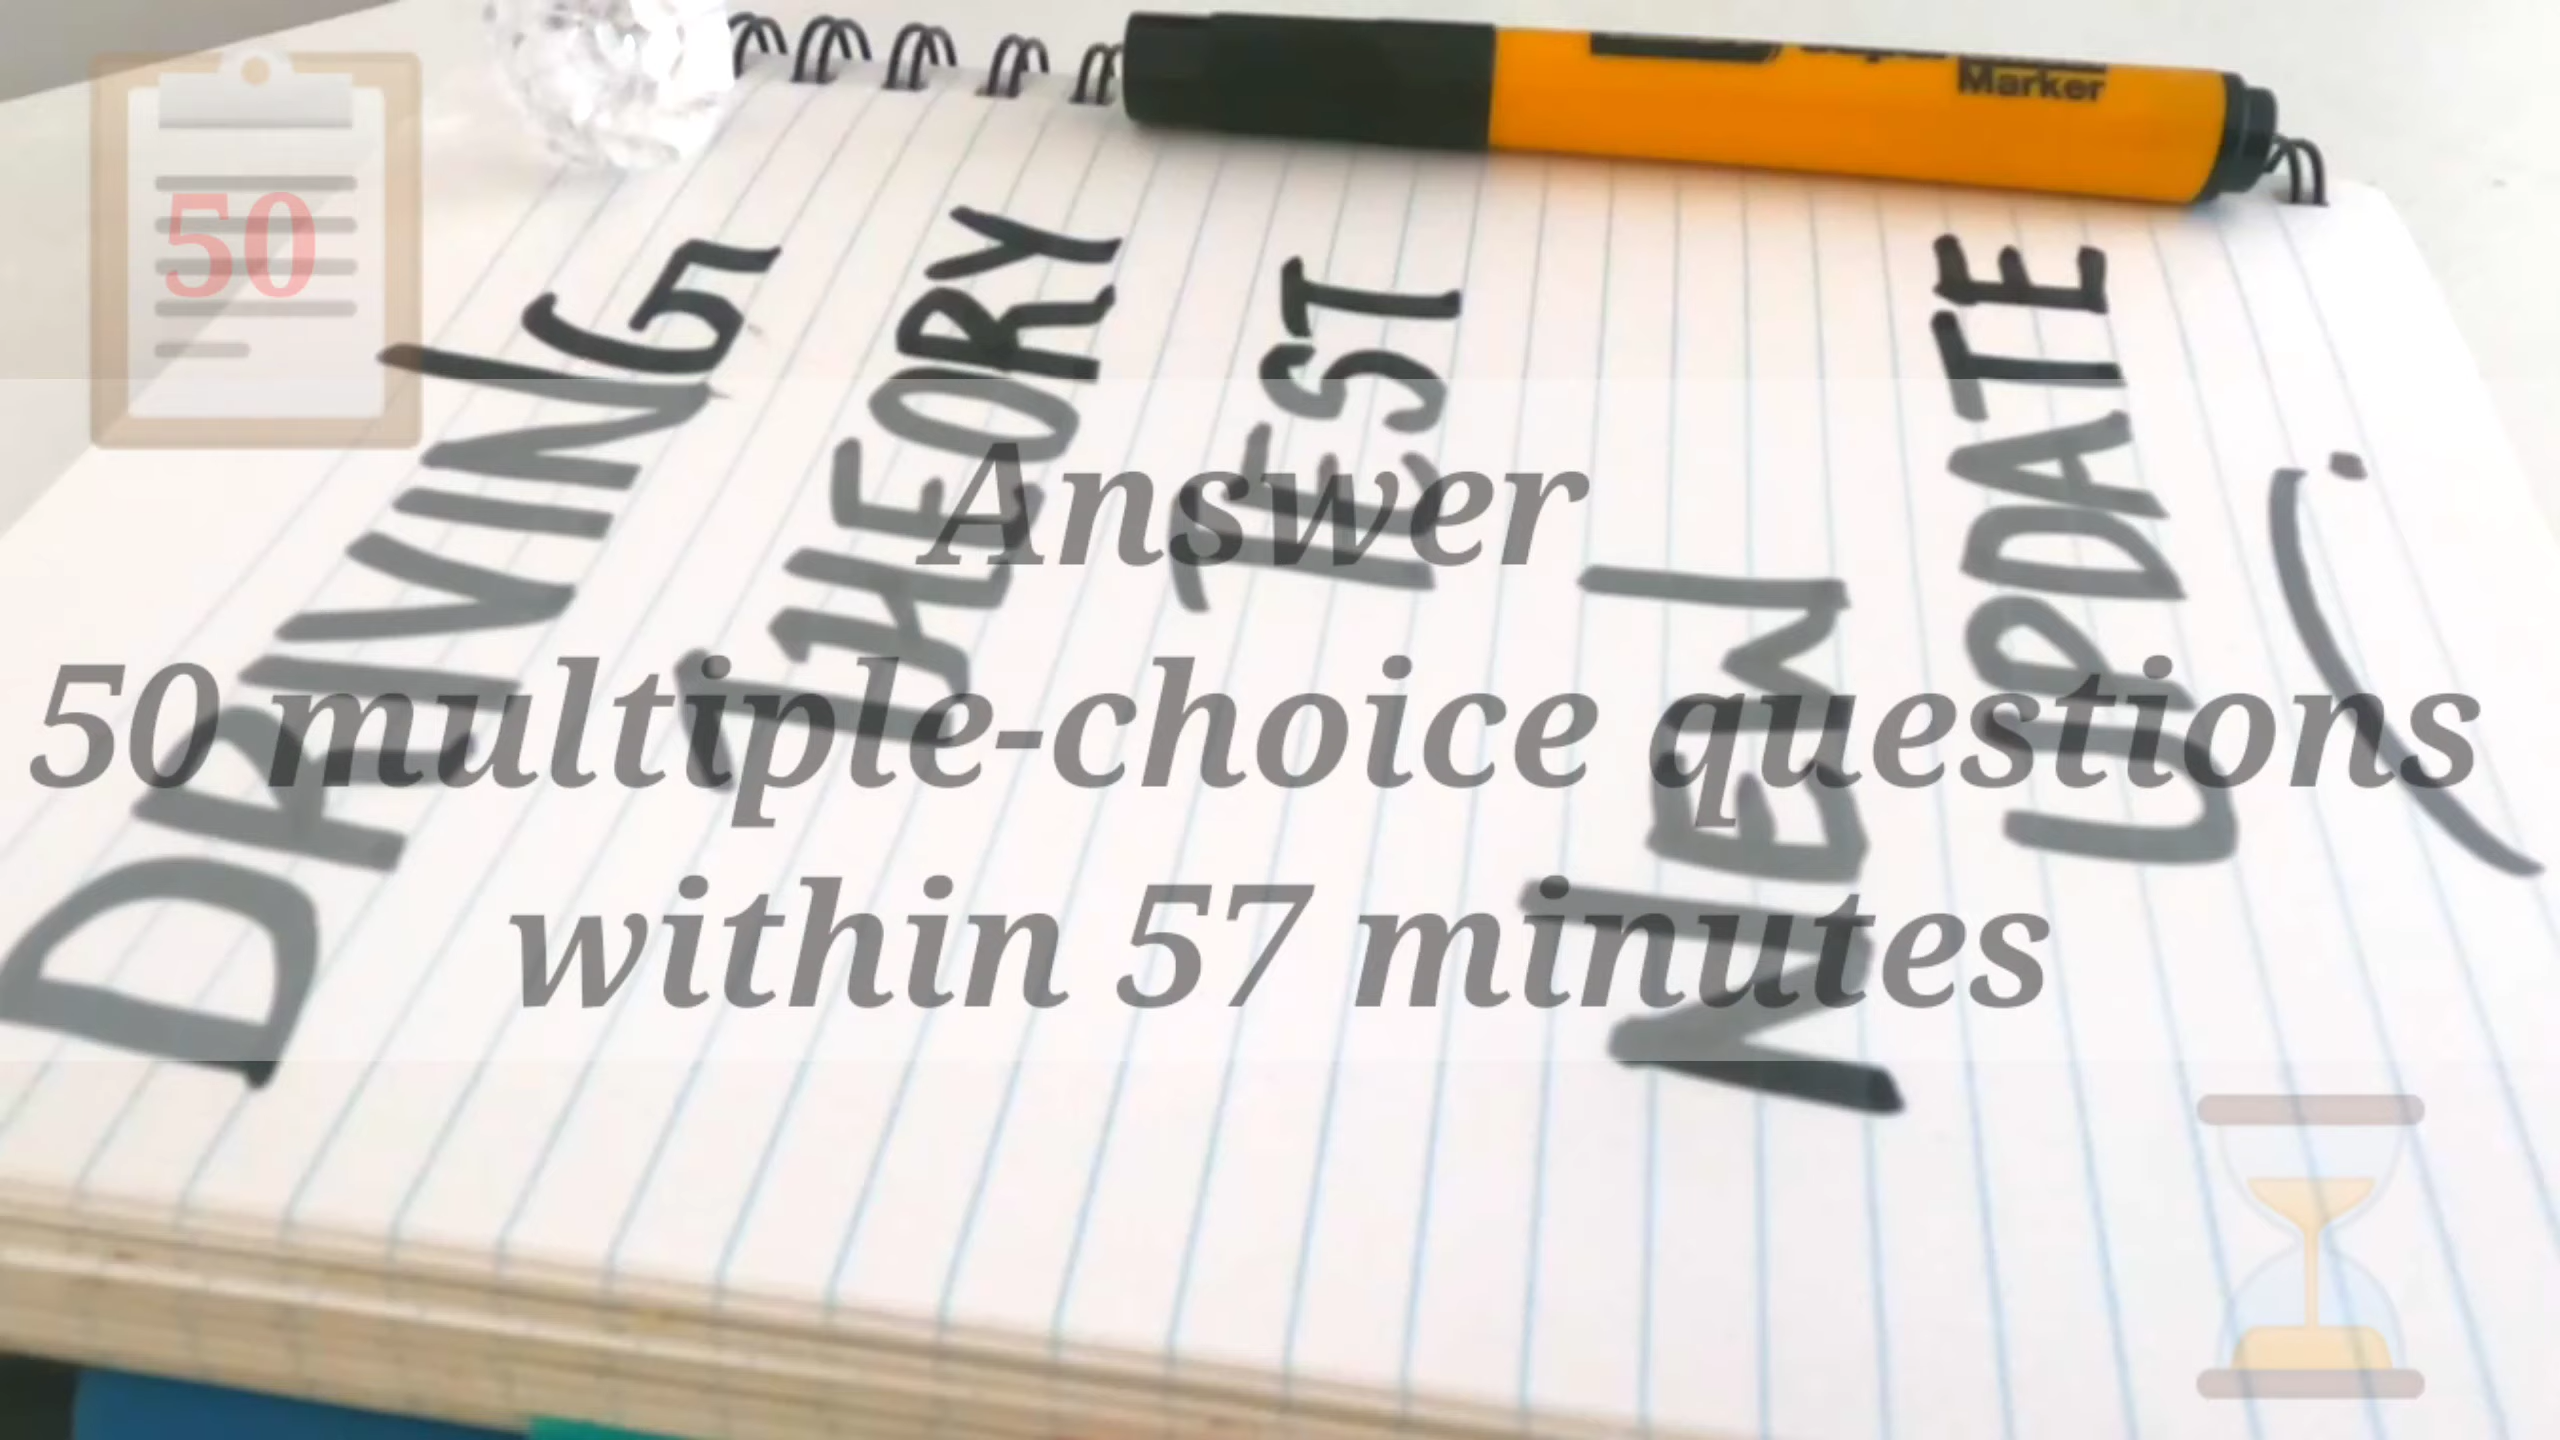 Marker
50
DRIVING
THEORY
TEST
NEW
UPDATE
Answer
50 multiple-choice questions
within 57 minutes